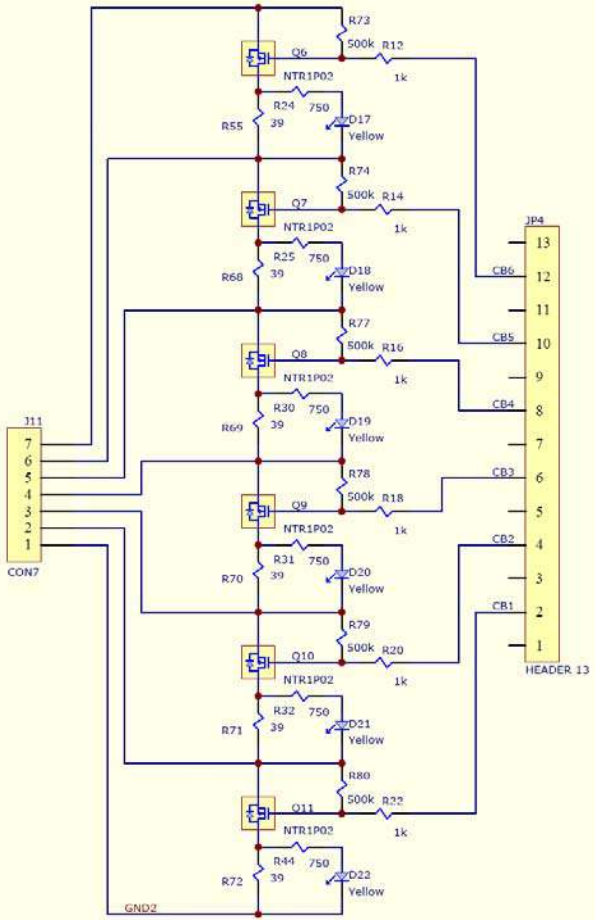 R73
500k
R12
1k
Q6
NTR1P02
R24
750
R55
39
D17
Yellow
R74
500k
R14
1k
Q7
NTR1P02
R25
750
R68
39
D18
Yellow
R77
500k
R16
1k
Q8
NTR1P02
R30
750
R69
39
D19
Yellow
R78
500k
R18
1k
Q9
NTR1P02
R31
750
R70
39
D20
Yellow
R79
500k
R20
1k
Q10
NTR1P02
R32
750
R71
39
D21
Yellow
R80
500k
R22
1k
Q11
NTR1P02
R44
750
R72
39
D22
Yellow
GND2
J11
7
6
5
4
3
2
1
CON7
JP4
13
CB6
12
11
CB5
10
9
CB4
8
7
CB3
6
5
CB2
4
3
CB1
2
1
HEADER 13